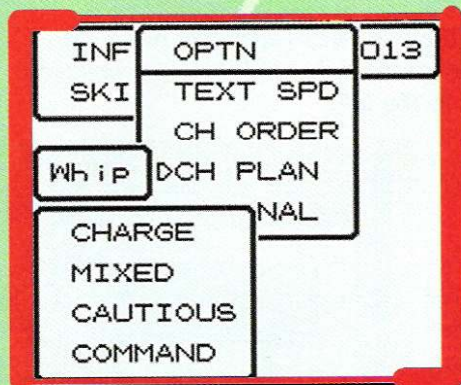 INF
OPTN
013
SKI
TEXT SPD
CH ORDER
Whip
▷CH PLAN
NAL
CHARGE
MIXED
CAUTIOUS
COMMAND